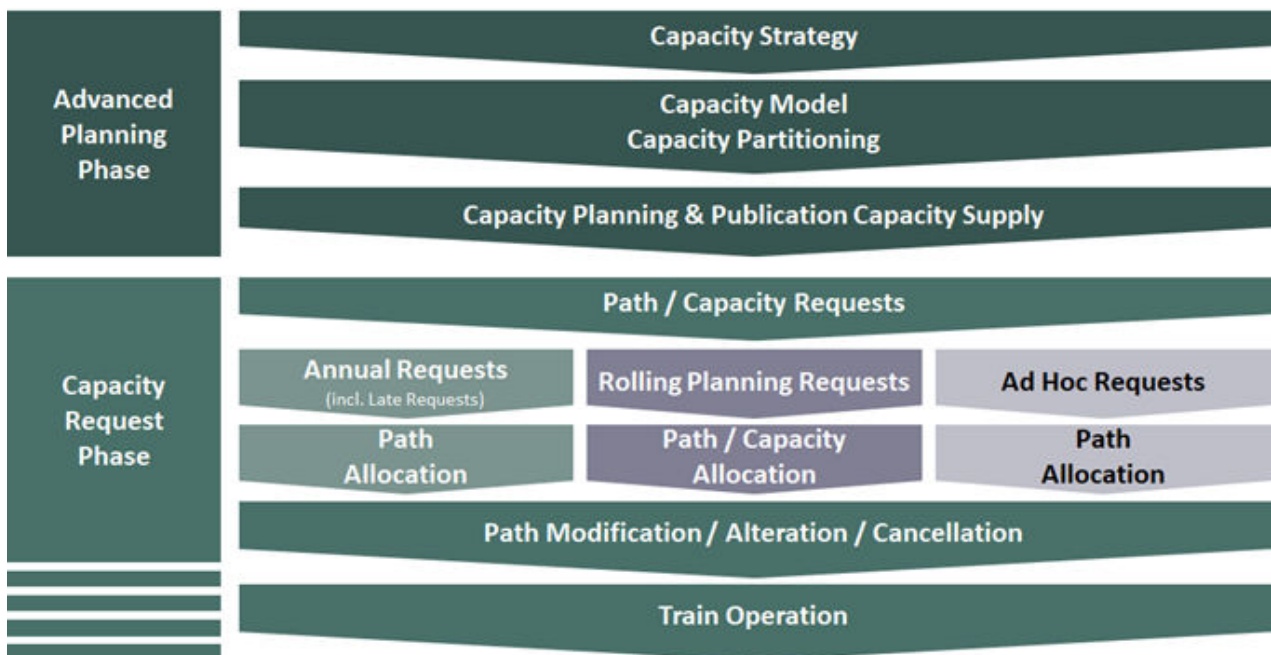 Advanced
Planning
Phase
Capacity Strategy
Capacity Model
Capacity Partitioning
Capacity Planning & Publication Capacity Supply
Capacity
Request
Phase
Path / Capacity Requests
Annual Requests
(incl. Late Requests)
Rolling Planning Requests
Ad Hoc Requests
Path
Allocation
Path / Capacity
Allocation
Path
Allocation
Path Modification / Alteration / Cancellation
Train Operation